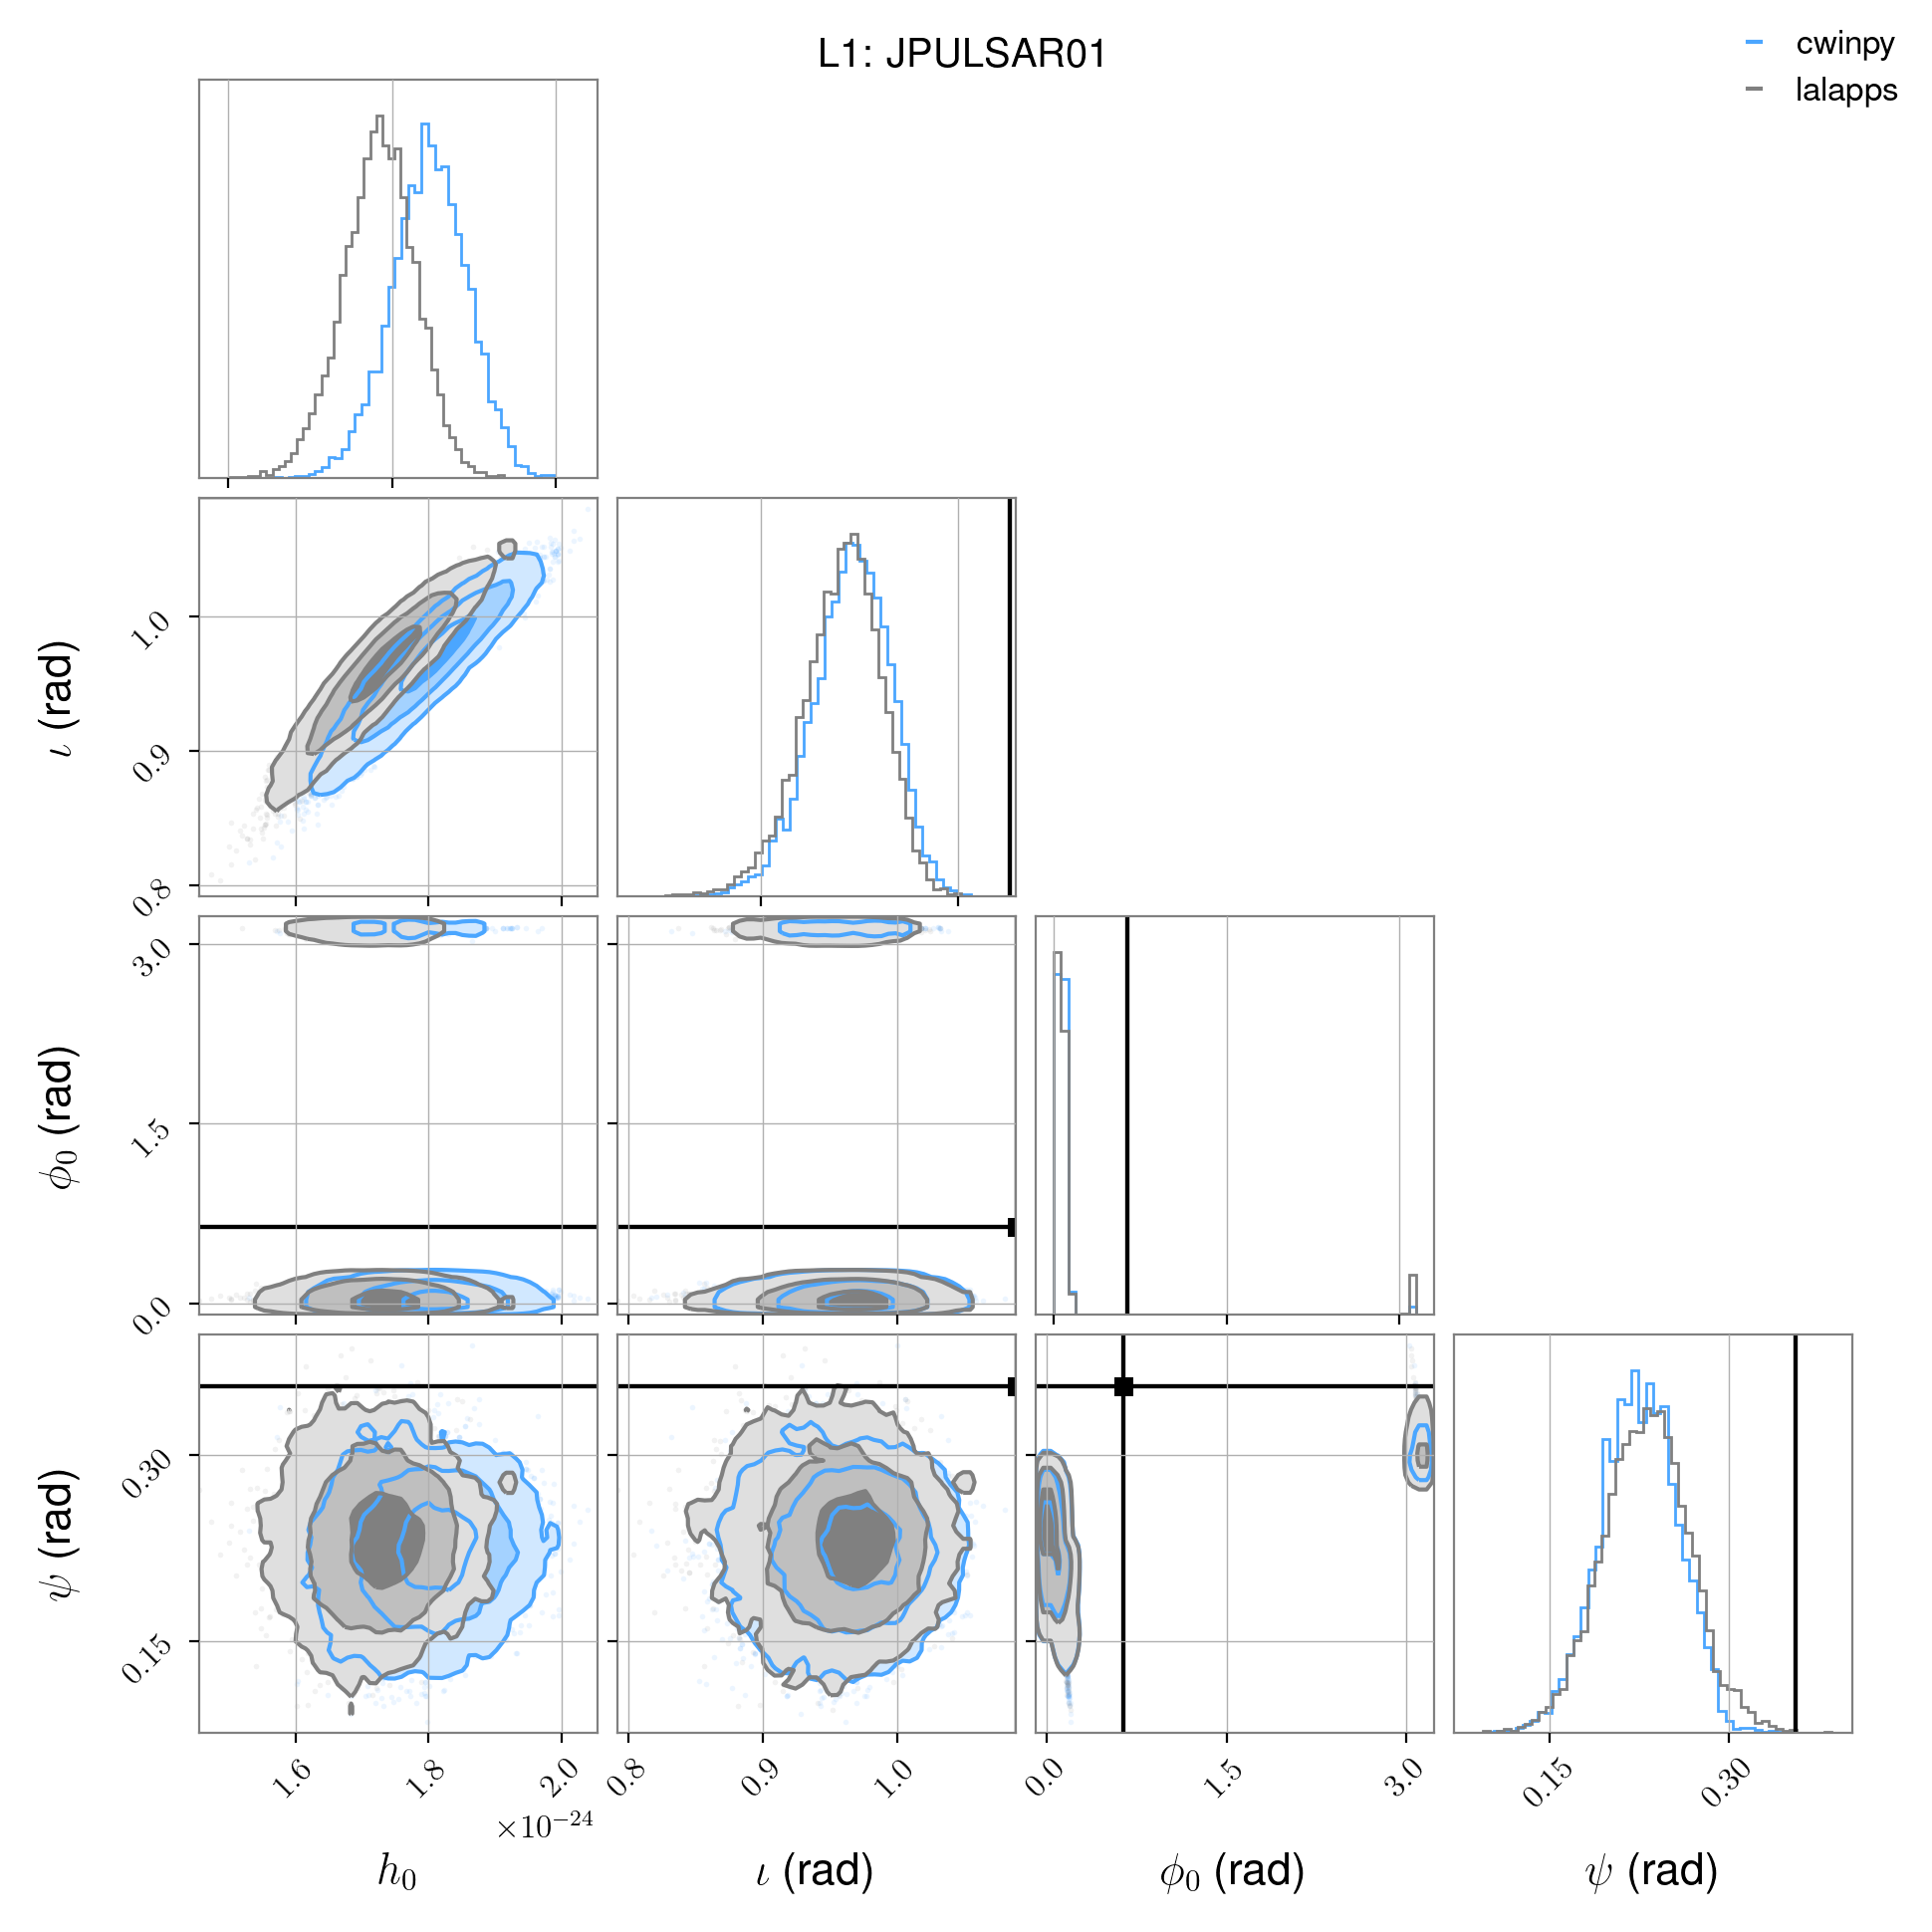 L1: JPULSAR01
cwinpy
lalapps
ι (rad)
1.0
0.9
0.8
ϕ₀ (rad)
3.0
1.5
0.0
ψ (rad)
0.30
0.15
1.6 1.8 2.0 0.8 0.9 1.0 0.0 1.5 3.0 0.15 0.30
×10⁻²⁴
h₀ ι (rad) ϕ₀ (rad) ψ (rad)